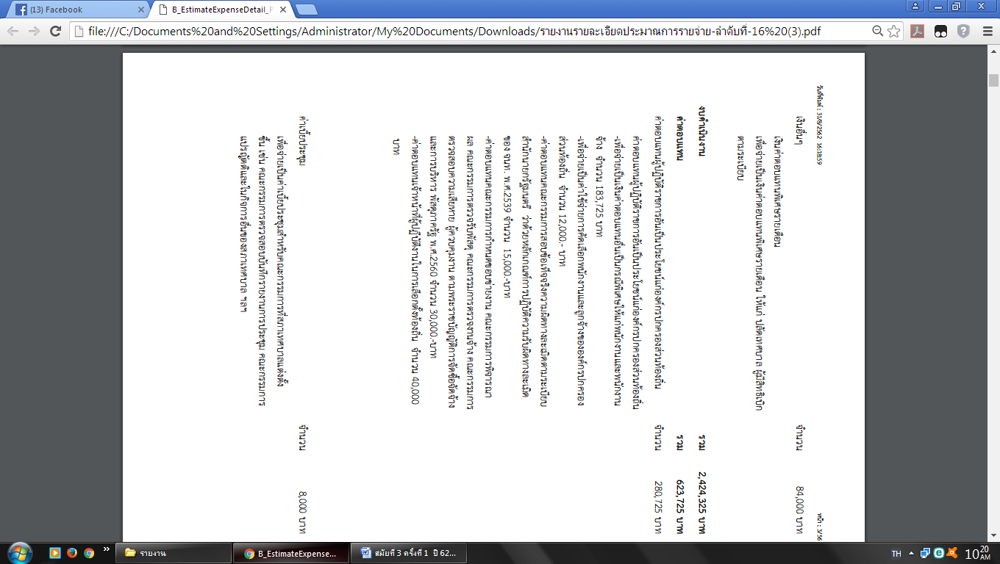 (13) Facebook
B_EstimateExpenseDetail_F
file:///C:/Documents%20and%20Settings/Administrator/My%20Documents/Downloads/รายงานรายละเอียดประมาณการรายจ่าย-ลำดับที่-16%20(3).pdf
วันที่พิมพ์ : 31/8/2562 16:18:59
หน้า : 3/56
เงินอื่นๆ จำนวน 84,000 บาท
เงินค่าตอบแทนพิเศษรายเดือน
เพื่อจ่ายเป็นเงินค่าตอบแทนพิเศษรายเดือน ให้แก่ ปลัดเทศบาล ผู้มีสิทธิเบิก
ตามระเบียบ
งบดำเนินงาน รวม 2,424,325 บาท
ค่าตอบแทน รวม 623,725 บาท
ค่าตอบแทนผู้ปฏิบัติราชการอันเป็นประโยชน์แก่องค์กรปกครองส่วนท้องถิ่น จำนวน 280,725 บาท
ค่าตอบแทนผู้ปฏิบัติราชการอันเป็นประโยชน์แก่องค์กรปกครองส่วนท้องถิ่น
-เพื่อจ่ายเป็นเงินค่าตอบแทนอื่นเป็นกรณีพิเศษให้แก่พนักงานและพนักงาน
จ้าง จำนวน 183,725 บาท
-เพื่อจ่ายเป็นค่าใช้จ่ายการคัดเลือกพนักงานและลูกจ้างขององค์กรปกครอง
ส่วนท้องถิ่น จำนวน 12,000.- บาท
-ค่าตอบแทนคณะกรรมการสอบข้อเท็จจริงความผิดทางละเมิดตามระเบียบ
สำนักนายกรัฐมนตรี ว่าด้วยหลักเกณฑ์การปฏิบัติความรับผิดทางละเมิด
ของ จนท. พ.ศ.2539 จำนวน 15,000.-บาท
-ค่าตอบแทนคณะกรรมการกำหนดขอบข่ายงาน คณะกรรมการพิจารณา
ผล คณะกรรมการตรวจรับพัสดุ คณะกรรมการตรวจงานจ้าง คณะกรรมการ
ตรวจสอบความเสียหาย ผู้ควบคุมงาน ตามพระราชบัญญัติการจัดซื้อจัดจ้าง
และการบริหาร พัสดุภาครัฐ พ.ศ.2560 จำนวน 30,000.-บาท
-ค่าตอบแทนเจ้าหน้าที่ผู้ปฏิบัติงานในการเลือกตั้งท้องถิ่น จำนวน 40,000
บาท
ค่าเบี้ยประชุม จำนวน 8,000 บาท
เพื่อจ่ายเป็นค่าเบี้ยประชุมสำหรับคณะกรรมการที่สภาเทศบาลแต่งตั้ง
ขึ้น เช่น คณะกรรมการตรวจสอบบันทึกรายงานการประชุม คณะกรรมการ
แปรญัตติและในกิจการอื่นของสภาเทศบาล ฯลฯ
รายงาน
B_EstimateExpense...
สมัยที่ 3 ครั้งที่ 1 ปี 62...
TH
10 20 AM